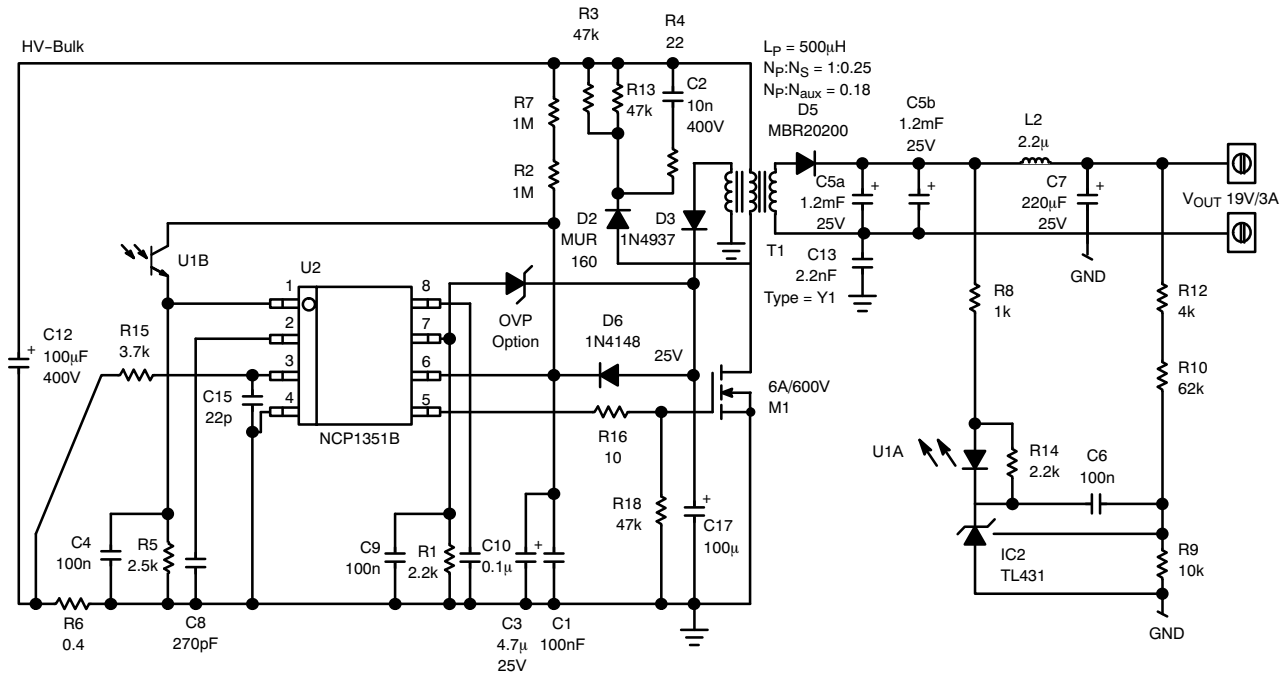 HV−Bulk
R3
47k
R4
22
L_P = 500µH
N_P:N_S = 1:0.25
N_P:N_aux = 0.18
R13
47k
C2
10n
400V
D5
MBR20200
C5b
1.2mF
25V
L2
2.2µ
R7
1M
R2
1M
C5a
1.2mF
25V
C7
220µF
25V
V_OUT 19V/3A
D2
MUR
160
1N4937
D3
T1
C13
2.2nF
Type = Y1
GND
U1B
U2
1
2
3
4
8
7
6
5
NCP1351B
OVP
Option
D6
1N4148
25V
R8
1k
R12
4k
C12
+
100µF
400V
R15
3.7k
C15
22p
6A/600V
M1
R10
62k
R16
10
U1A
R14
2.2k
C6
100n
R18
47k
+
C17
100µ
C4
100n
R5
2.5k
C9
100n
R1
2.2k
C10
0.1µ
+
IC2
TL431
R9
10k
R6
0.4
C8
270pF
C3
4.7µ
25V
C1
100nF
GND
+
+
+